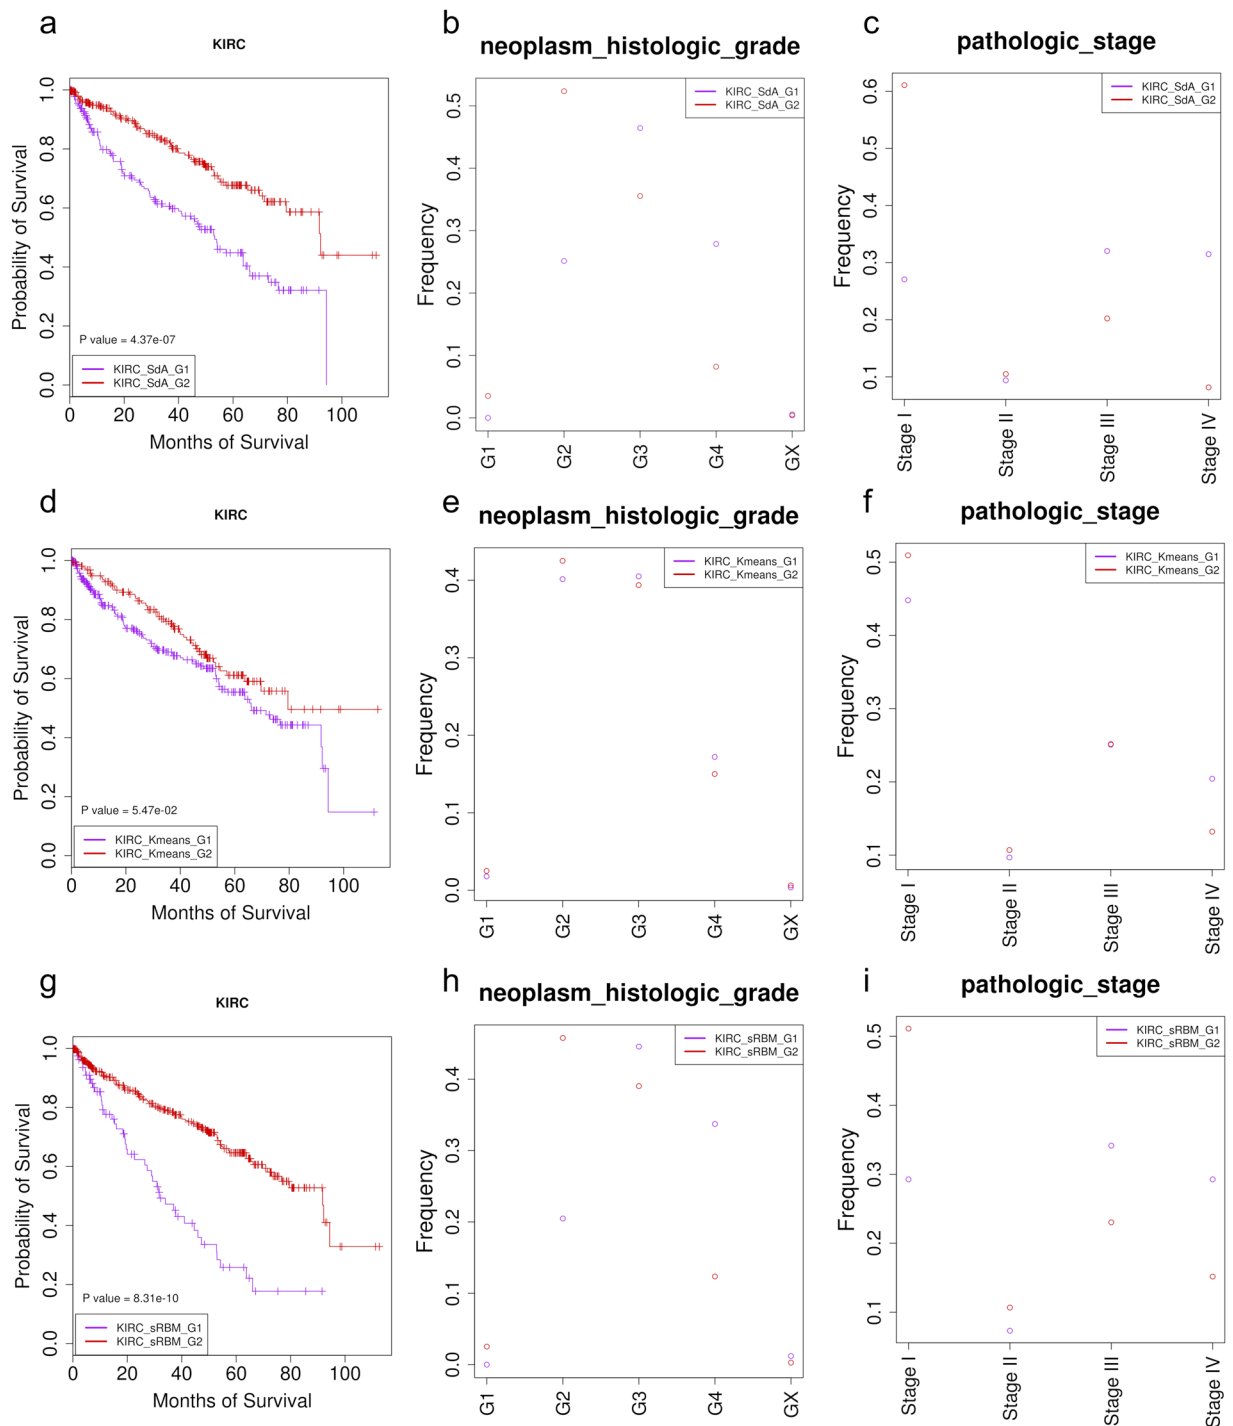 a
KIRC
Probability of Survival
1.0
0.8
0.6
0.4
0.2
0.0
P value = 4.37e-07
KIRC_SdA_G1
KIRC_SdA_G2
0 20 40 60 80 100
Months of Survival
b
neoplasm_histologic_grade
Frequency
0.5
0.4
0.3
0.2
0.1
0.0
KIRC_SdA_G1
KIRC_SdA_G2
G1 G2 G3 G4 GX
c
pathologic_stage
Frequency
0.6
0.5
0.4
0.3
0.2
0.1
KIRC_SdA_G1
KIRC_SdA_G2
Stage I Stage II Stage III Stage IV
d
KIRC
Probability of Survival
1.0
0.8
0.6
0.4
0.2
0.0
P value = 5.47e-02
KIRC_Kmeans_G1
KIRC_Kmeans_G2
0 20 40 60 80 100
Months of Survival
e
neoplasm_histologic_grade
Frequency
0.4
0.3
0.2
0.1
0.0
KIRC_Kmeans_G1
KIRC_Kmeans_G2
G1 G2 G3 G4 GX
f
pathologic_stage
Frequency
0.5
0.4
0.3
0.2
0.1
KIRC_Kmeans_G1
KIRC_Kmeans_G2
Stage I Stage II Stage III Stage IV
g
KIRC
Probability of Survival
1.0
0.8
0.6
0.4
0.2
0.0
P value = 8.31e-10
KIRC_sRBM_G1
KIRC_sRBM_G2
0 20 40 60 80 100
Months of Survival
h
neoplasm_histologic_grade
Frequency
0.4
0.3
0.2
0.1
0.0
KIRC_sRBM_G1
KIRC_sRBM_G2
G1 G2 G3 G4 GX
i
pathologic_stage
Frequency
0.5
0.4
0.3
0.2
0.1
KIRC_sRBM_G1
KIRC_sRBM_G2
Stage I Stage II Stage III Stage IV